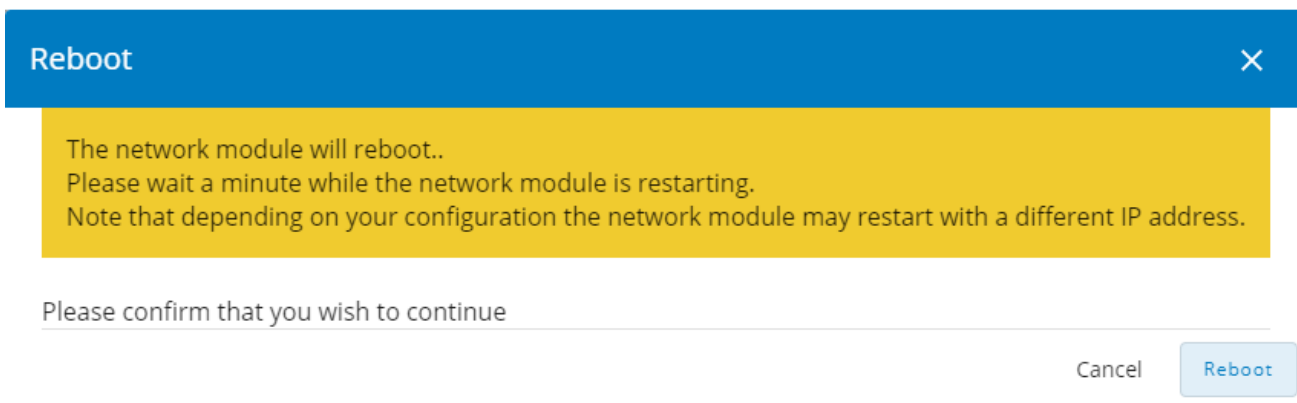 Reboot
The network module will reboot..
Please wait a minute while the network module is restarting.
Note that depending on your configuration the network module may restart with a different IP address.
Please confirm that you wish to continue
Cancel Reboot